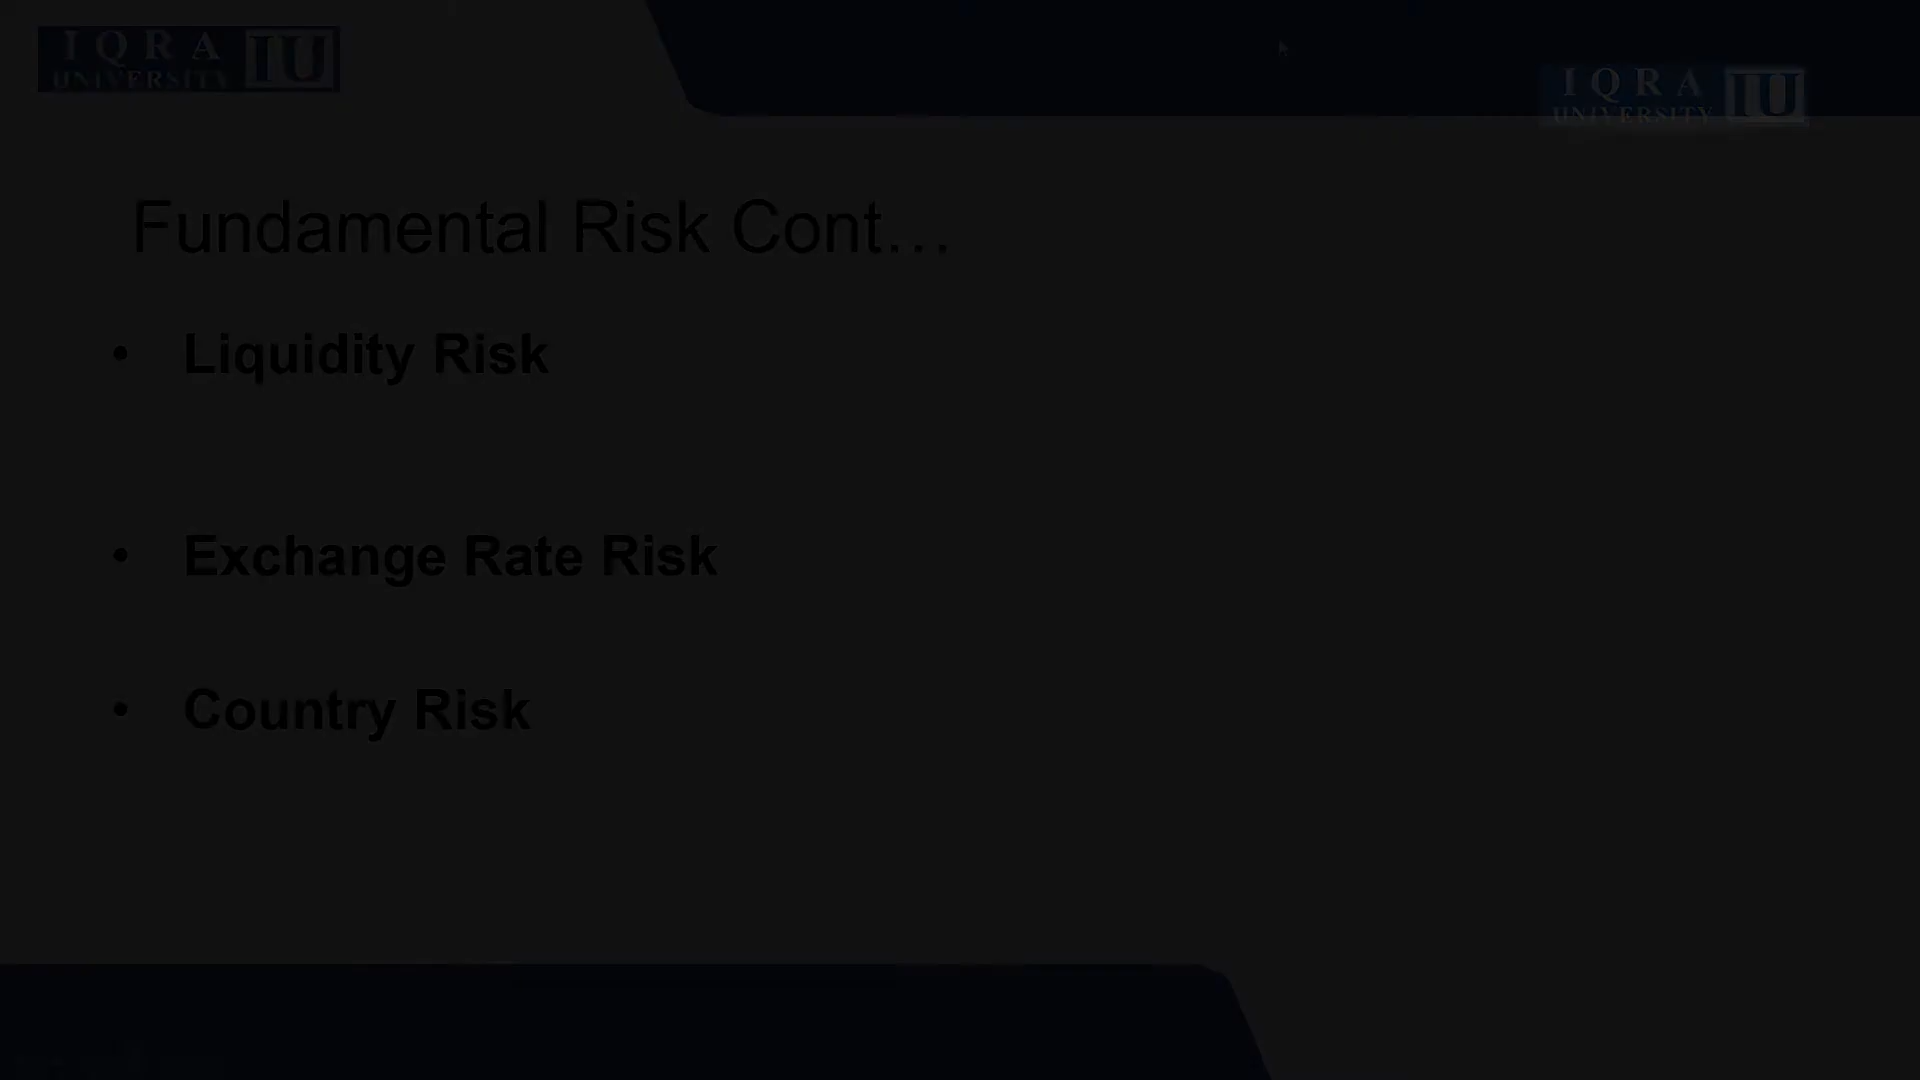 IQRA
UNIVERSITY IU
IQRA
UNIVERSITY IU
Fundamental Risk Cont…
• Liquidity Risk
• Exchange Rate Risk
• Country Risk